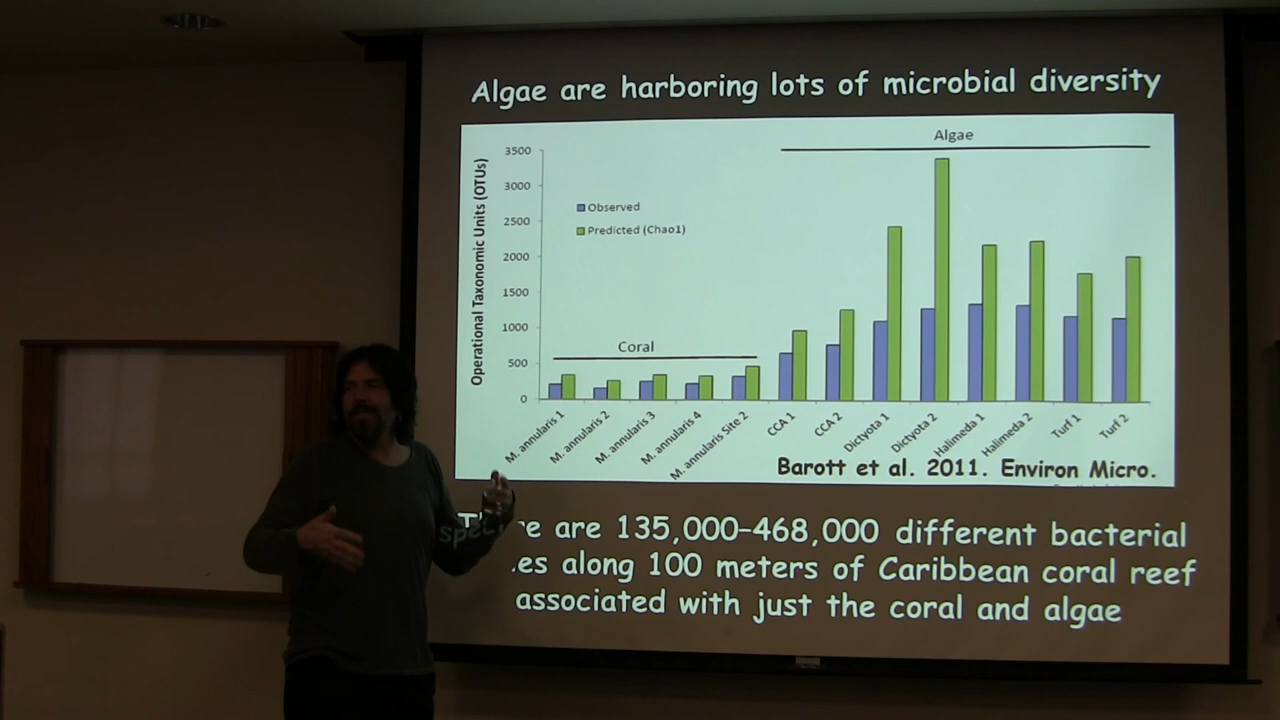 Algae are harboring lots of microbial diversity
Algae
Operational Taxonomic Units (OTUs)
3500
3000
2500
2000
1500
1000
500
0
Observed
Predicted (Chao1)
Coral
M. annularis 1
M. annularis 2
M. annularis 3
M. annularis 4
M. annularis Site 2
CCA 1
CCA 2
Dictyota 1
Dictyota 2
Halimeda 1
Halimeda 2
Turf 1
Turf 2
Barott et al. 2011. Environ Micro.
are 135,000–468,000 different bacterial
along 100 meters of Caribbean coral reef
associated with just the coral and algae